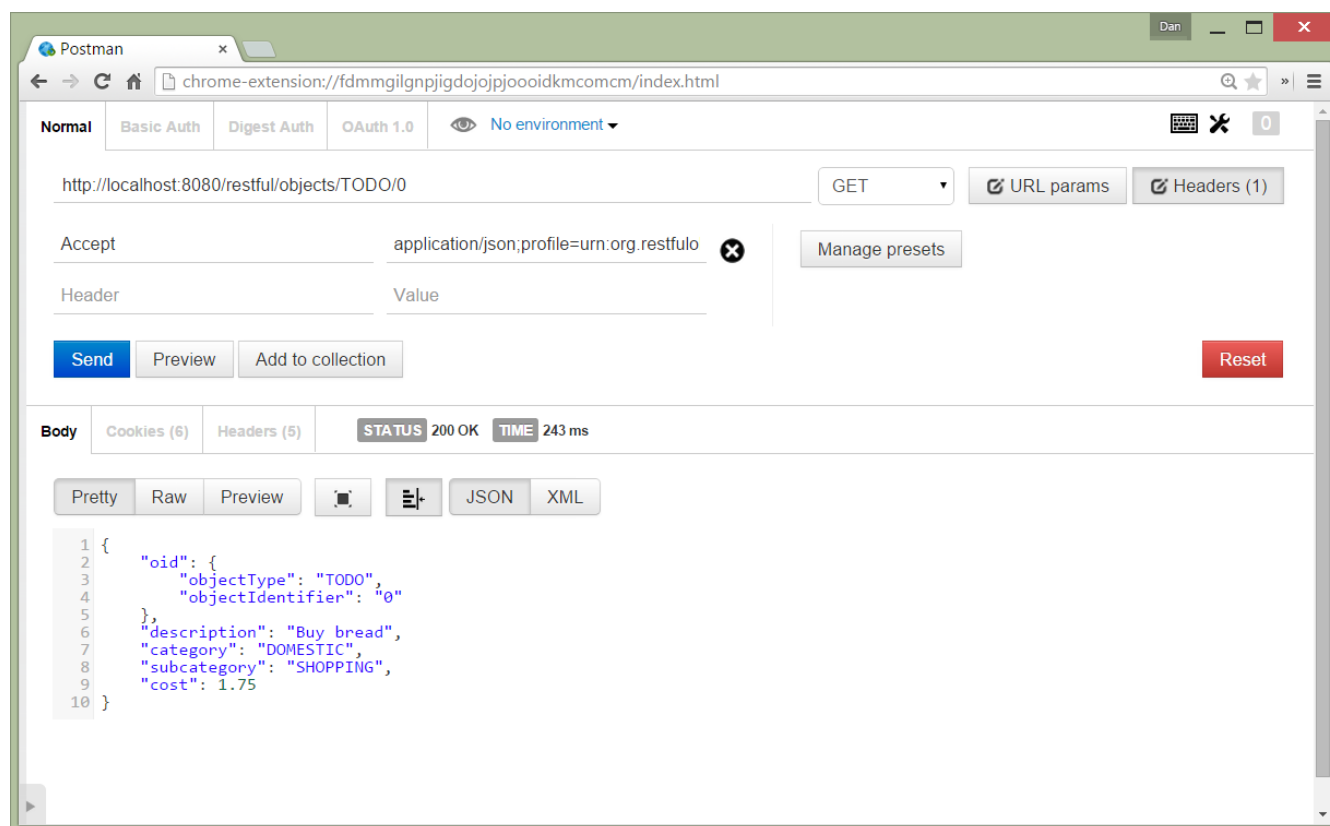 Dan
Postman
chrome-extension://fdmmgilgnpjigdojojpjoooidkmcomcm/index.html
Normal Basic Auth Digest Auth OAuth 1.0 No environment 0
http://localhost:8080/restful/objects/TODO/0 GET URL params Headers (1)
Accept application/json;profile=urn:org.restfulo Manage presets
Header Value
Send Preview Add to collection Reset
Body Cookies (6) Headers (5) STATUS 200 OK TIME 243 ms
Pretty Raw Preview JSON XML
1 {
2 "oid": {
3 "objectType": "TODO",
4 "objectIdentifier": "0"
5 },
6 "description": "Buy bread",
7 "category": "DOMESTIC",
8 "subcategory": "SHOPPING",
9 "cost": 1.75
10 }